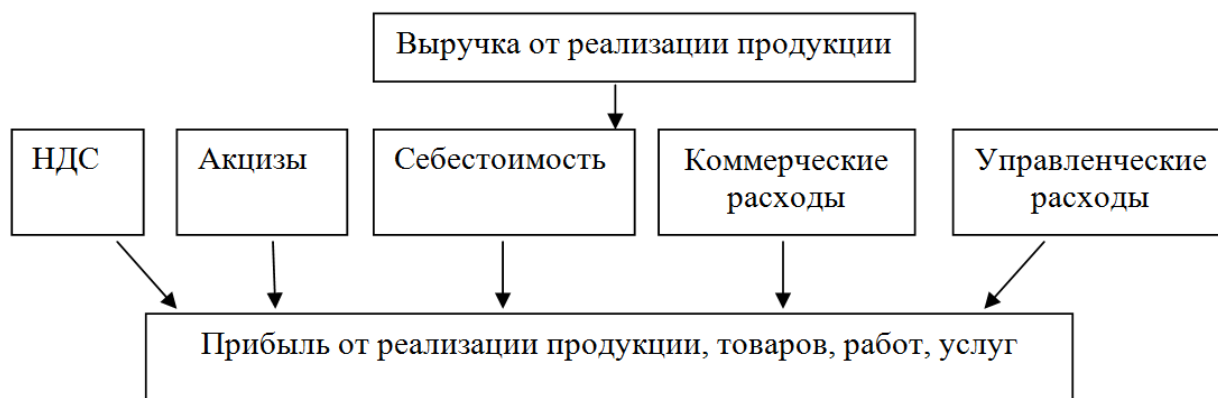 Выручка от реализации продукции
НДС
Акцизы
Себестоимость
Коммерческие
расходы
Управленческие
расходы
Прибыль от реализации продукции, товаров, работ, услуг